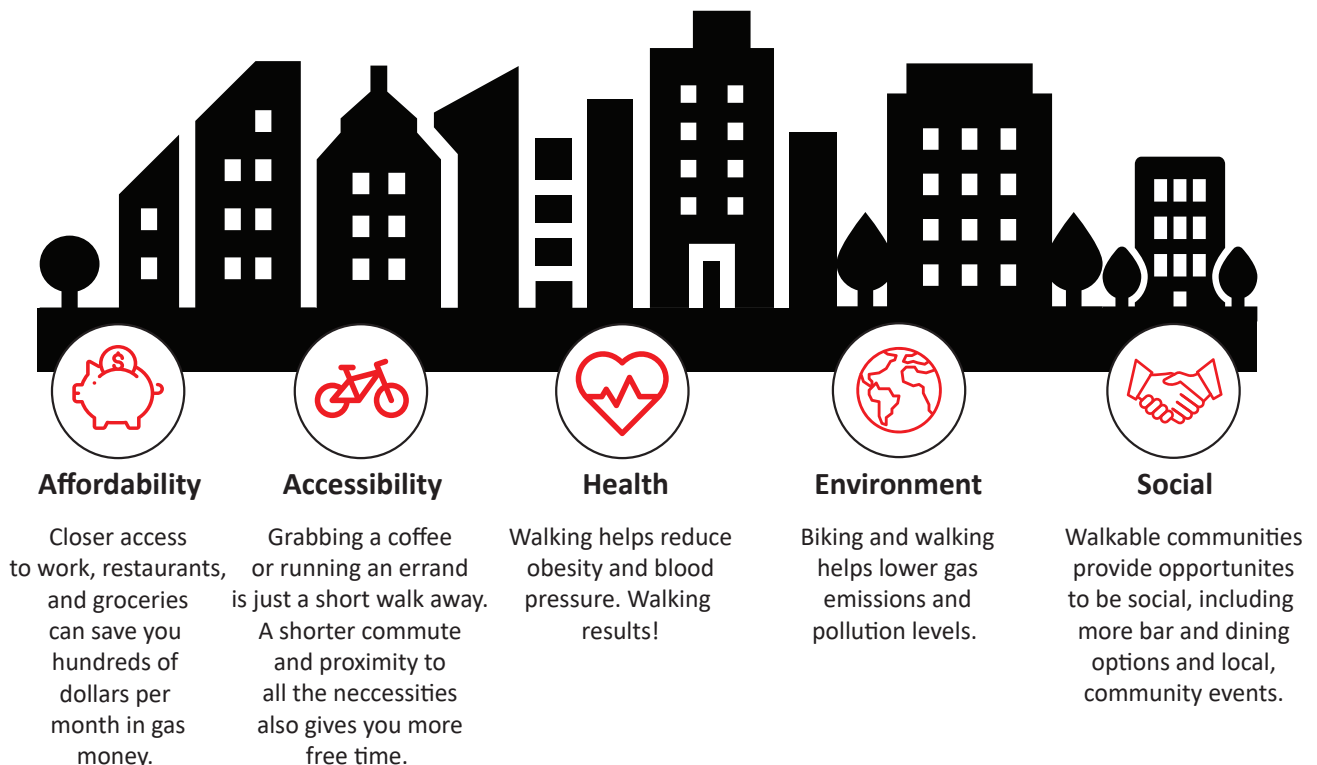 $
Affordability
Closer access
to work, restaurants,
and groceries
can save you
hundreds of
dollars per
month in gas
money.
Accessibility
Grabbing a coffee
or running an errand
is just a short walk away.
A shorter commute
and proximity to
all the neccessities
also gives you more
free time.
Health
Walking helps reduce
obesity and blood
pressure. Walking
results!
Environment
Biking and walking
helps lower gas
emissions and
pollution levels.
Social
Walkable communities
provide opportunites
to be social, including
more bar and dining
options and local,
community events.